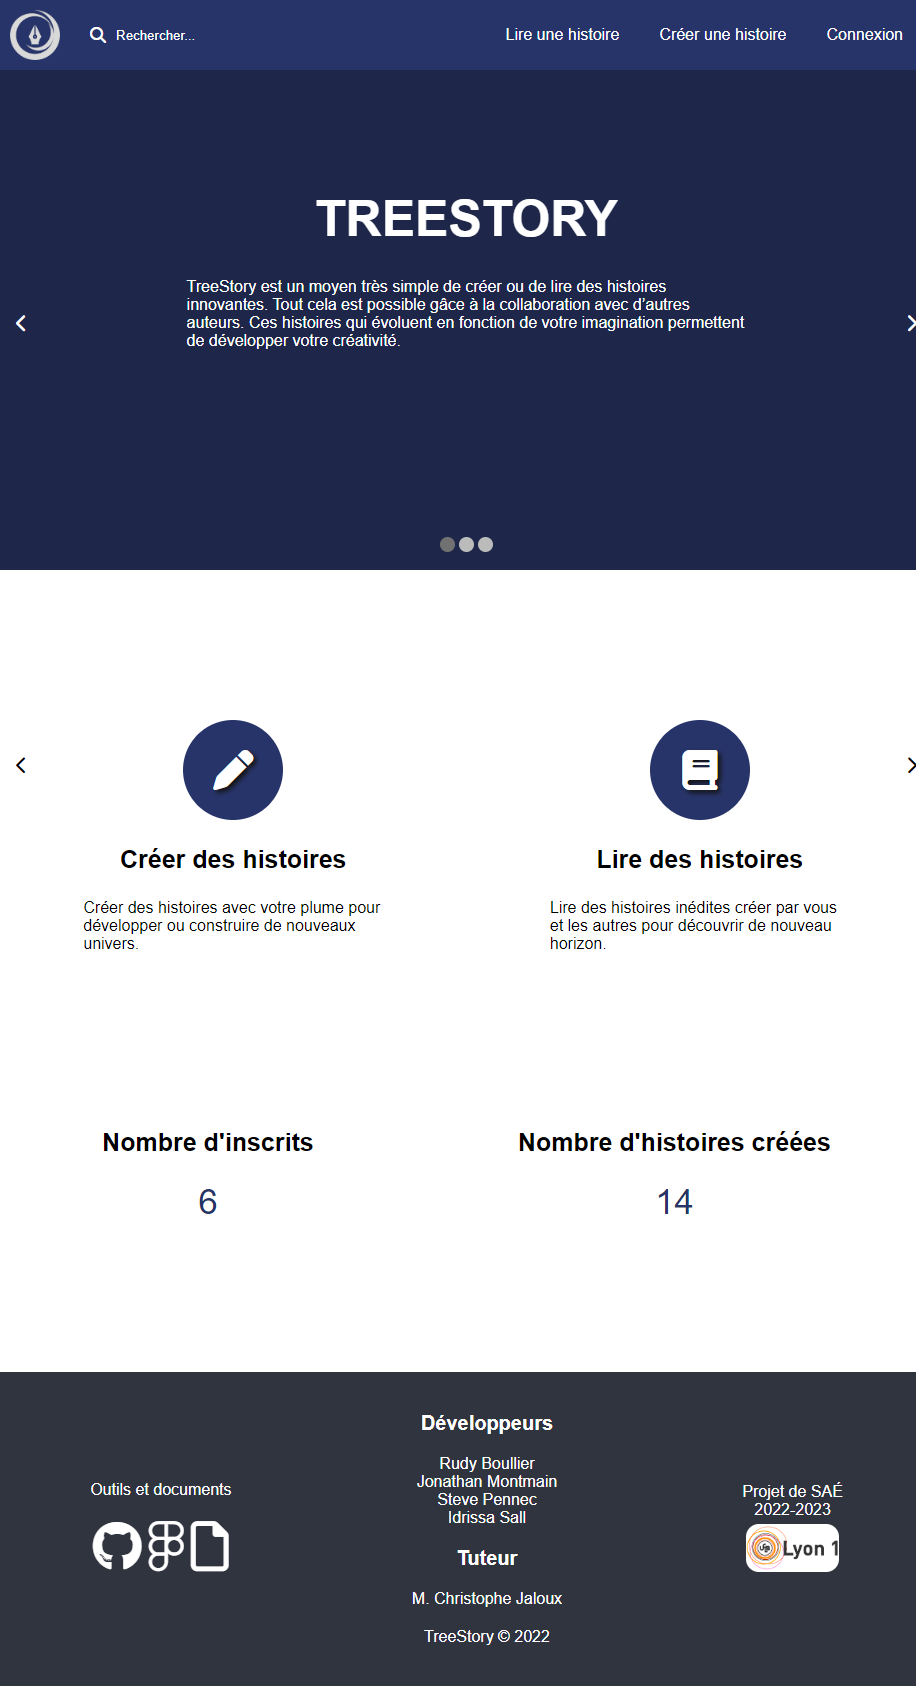 Rechercher...
Lire une histoire
Créer une histoire
Connexion
TREESTORY
TreeStory est un moyen très simple de créer ou de lire des histoires
innovantes. Tout cela est possible gâce à la collaboration avec d’autres
auteurs. Ces histoires qui évoluent en fonction de votre imagination permettent
de développer votre créativité.
Créer des histoires
Créer des histoires avec votre plume pour
développer ou construire de nouveaux
univers.
Lire des histoires
Lire des histoires inédites créer par vous
et les autres pour découvrir de nouveau
horizon.
Nombre d'inscrits
6
Nombre d'histoires créées
14
Outils et documents
Développeurs
Rudy Boullier
Jonathan Montmain
Steve Pennec
Idrissa Sall
Tuteur
M. Christophe Jaloux
TreeStory © 2022
Projet de SAÉ
2022-2023
Lyon 1